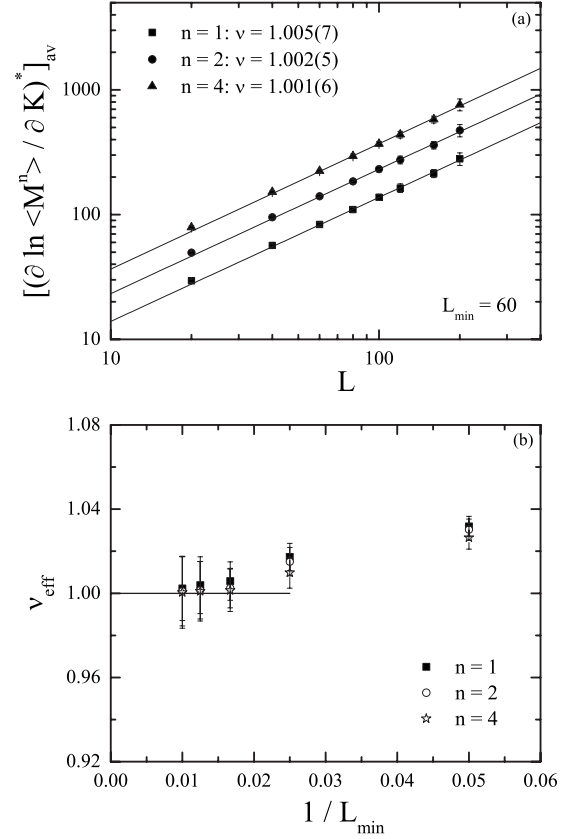 (a)
n = 1: ν = 1.005(7)
n = 2: ν = 1.002(5)
n = 4: ν = 1.001(6)
[(∂ ln <M^n> / ∂ K)^*]_av
1000
100
10
L_min = 60
10 100
L
(b)
1.08
1.04
1.00
0.96
0.92
ν_eff
n = 1
n = 2
n = 4
0.00 0.01 0.02 0.03 0.04 0.05 0.06
1 / L_min